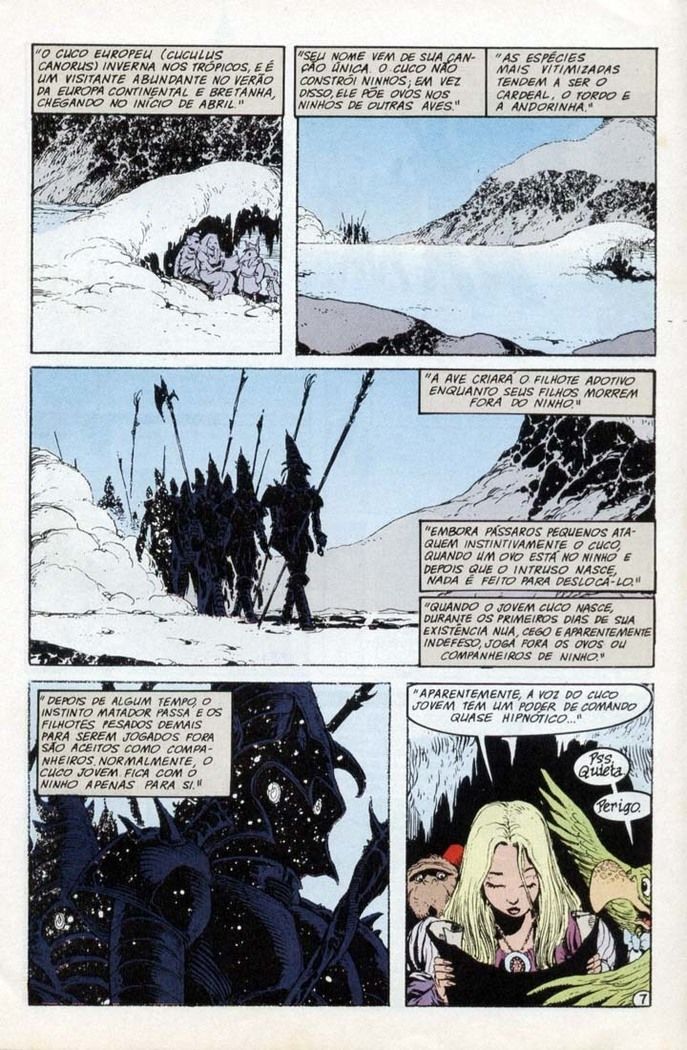 "O CUCO EUROPEU (CUCULUS
CANORUS) INVERNA NOS TRÓPICOS, E É
UM VISITANTE ABUNDANTE NO VERÃO
DA EUROPA CONTINENTAL E BRETANHA,
CHEGANDO NO INÍCIO DE ABRIL."
"SEU NOME VEM DE SUA CAN-
ÇÃO ÚNICA. O CUCO NÃO
CONSTRÓI NINHOS; EM VEZ
DISSO, ELE PÕE OVOS NOS
NINHOS DE OUTRAS AVES."
"AS ESPÉCIES
MAIS VITIMIZADAS
TENDEM A SER O
CARDEAL, O TORDO E
A ANDORINHA."
"A AVE CRIARÁ O FILHOTE ADOTIVO
ENQUANTO SEUS FILHOS MORREM
FORA DO NINHO."
"EMBORA PÁSSAROS PEQUENOS ATA-
QUEM INSTINTIVAMENTE O CUCO,
QUANDO UM OVO ESTÁ NO NINHO E
DEPOIS QUE O INTRUSO NASCE,
NADA É FEITO PARA DESLOCÁ-LO."
"QUANDO O JOVEM CUCO NASCE,
DURANTE OS PRIMEIROS DIAS DE SUA
EXISTÊNCIA NUA, CEGO E APARENTEMENTE
INDEFESO, JOGA FORA OS OVOS OU
COMPANHEIROS DE NINHO."
"DEPOIS DE ALGUM TEMPO, O
INSTINTO MATADOR PASSA E OS
FILHOTES PESADOS DEMAIS
PARA SEREM JOGADOS FORA
SÃO ACEITOS COMO COMPA-
NHEIROS. NORMALMENTE, O
CUCO JOVEM FICA COM O
NINHO APENAS PARA SI."
"APARENTEMENTE, A VOZ DO CUCO
JOVEM TEM UM PODER DE COMANDO
QUASE HIPNÓTICO..."
Pss.
Quieta.
Perigo.
7